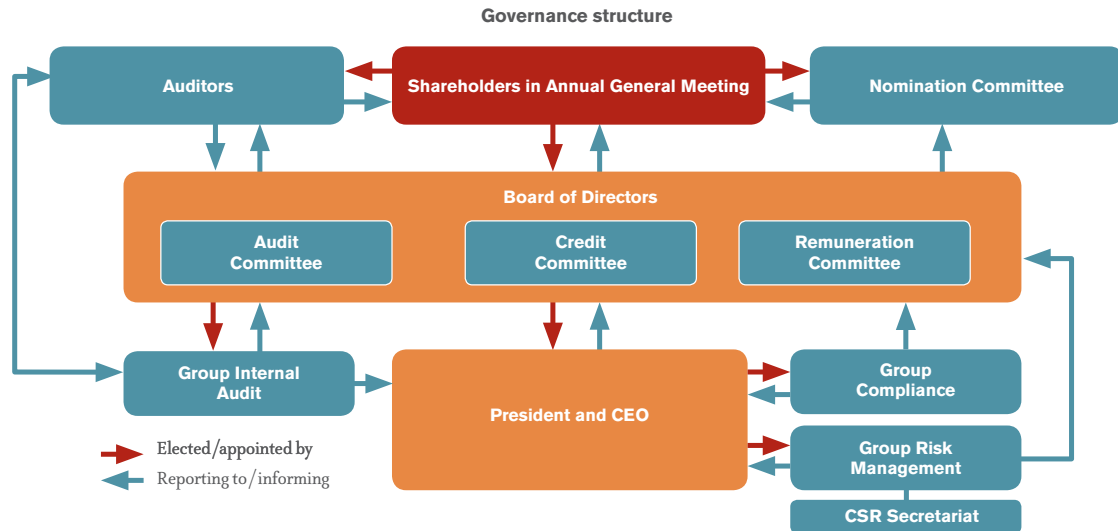 Governance structure
Auditors
Shareholders in Annual General Meeting
Nomination Committee
Board of Directors
Audit
Committee
Credit
Committee
Remuneration
Committee
Group Internal
Audit
President and CEO
Group
Compliance
Group Risk
Management
CSR Secretariat
Elected/appointed by
Reporting to/informing